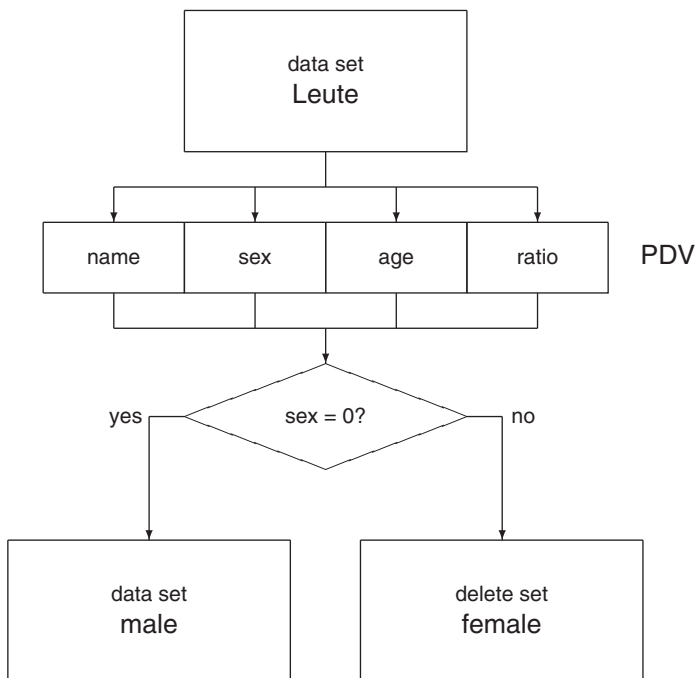 data set
Leute
name sex age ratio PDV
yes sex = 0? no
data set
male
delete set
female